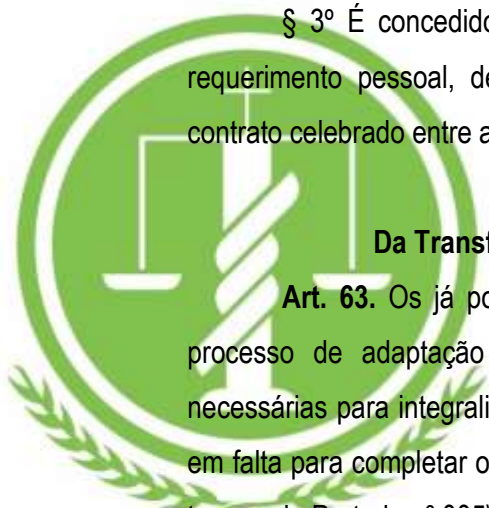 § 3º É concedido
requerimento pessoal, de
contrato celebrado entre a
Da Transf
Art. 63. Os já po
processo de adaptação
necessárias para integrali
em falta para completar o